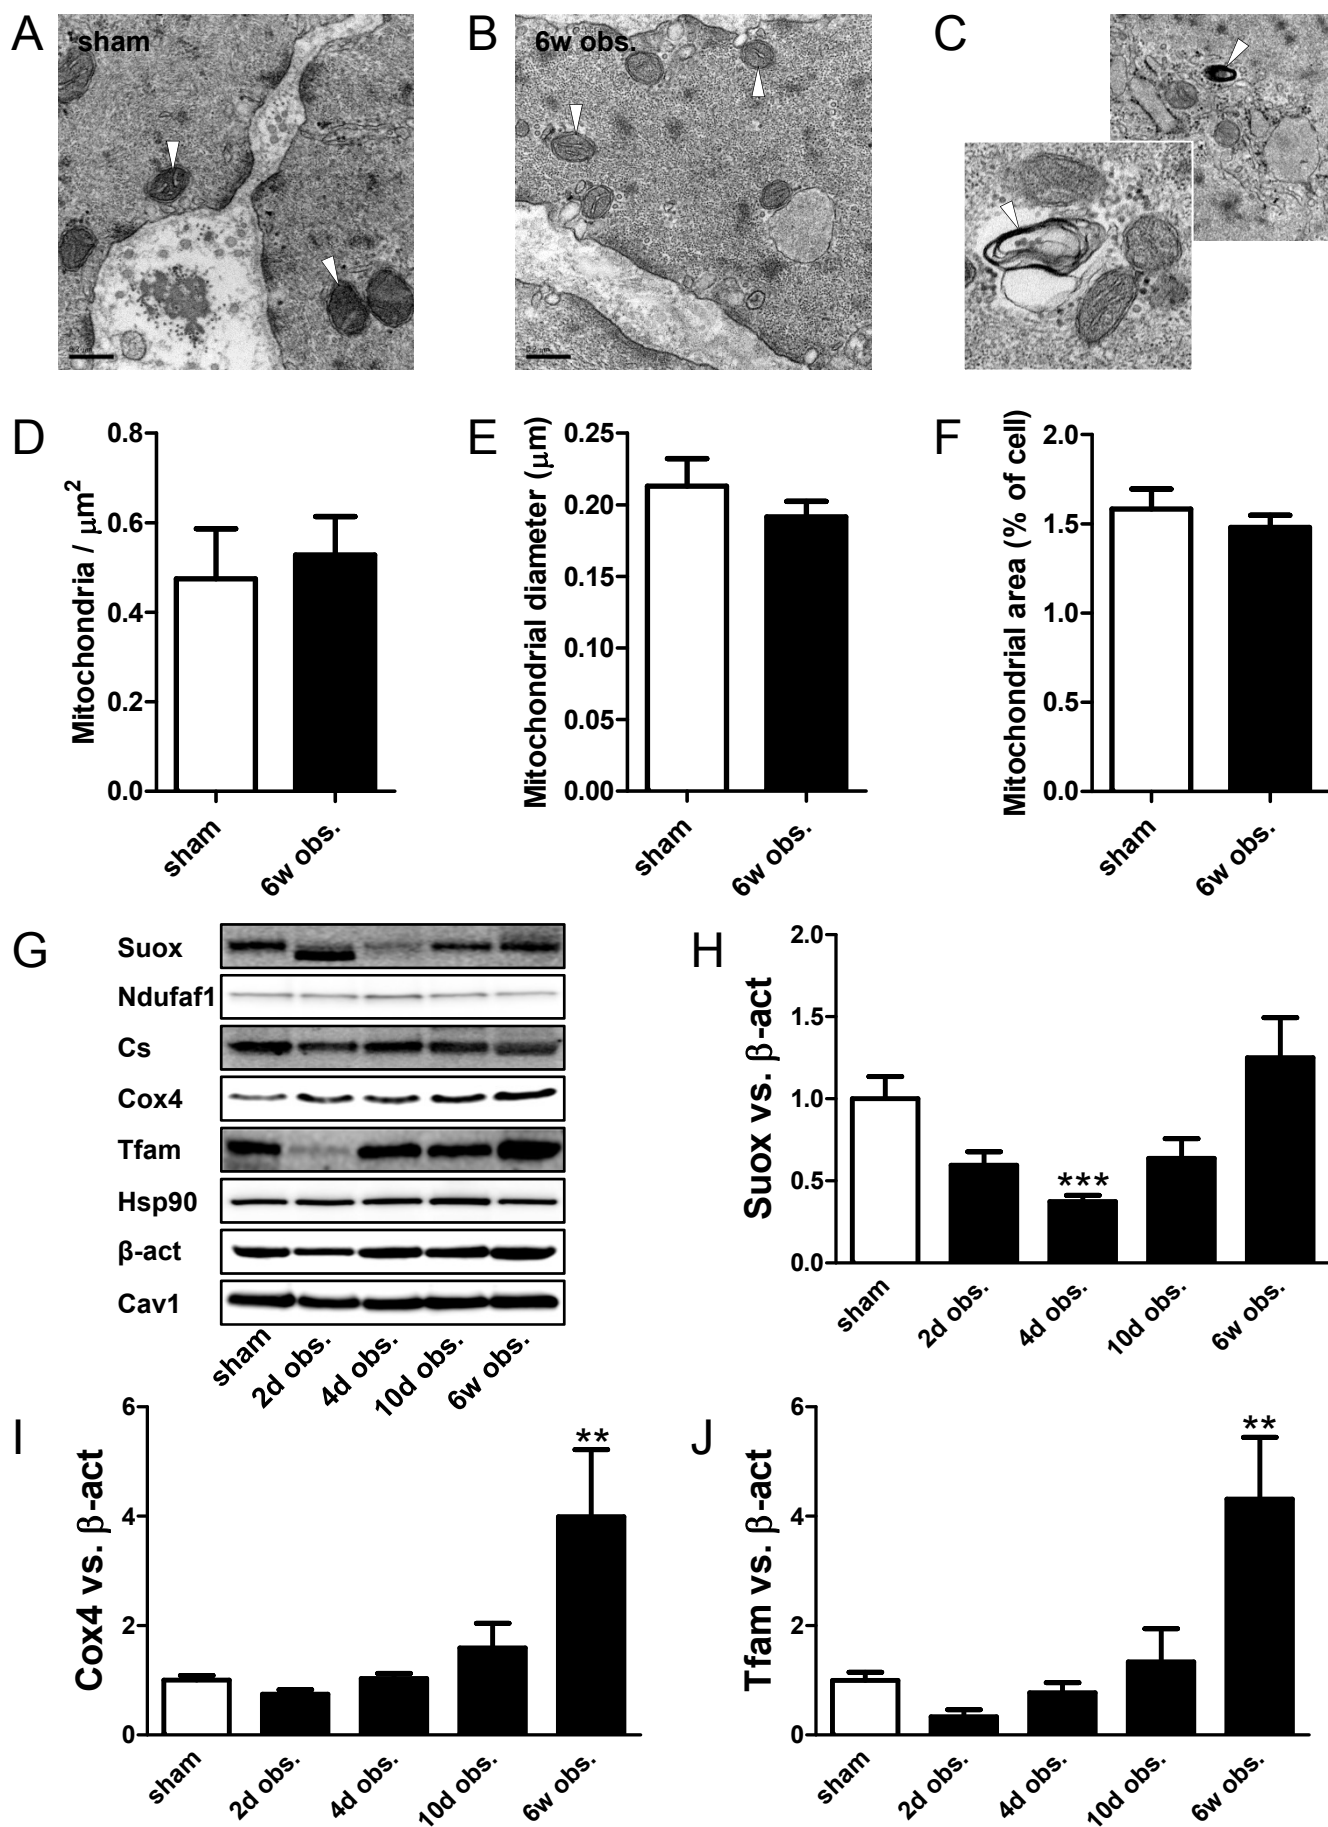 A
sham
B
6w obs.
C
D
Mitochondria / μm²
0.8
0.6
0.4
0.2
0.0
sham
6w obs.
E
Mitochondrial diameter (μm)
0.25
0.20
0.15
0.10
0.05
0.00
sham
6w obs.
F
Mitochondrial area (% of cell)
2.0
1.5
1.0
0.5
0.0
sham
6w obs.
G
Suox
Ndufaf1
Cs
Cox4
Tfam
Hsp90
β-act
Cav1
sham
2d obs.
4d obs.
10d obs.
6w obs.
H
Suox vs. β-act
2.0
1.5
1.0
0.5
0.0
***
sham
2d obs.
4d obs.
10d obs.
6w obs.
I
Cox4 vs. β-act
6
4
2
0
**
sham
2d obs.
4d obs.
10d obs.
6w obs.
J
Tfam vs. β-act
6
4
2
0
**
sham
2d obs.
4d obs.
10d obs.
6w obs.